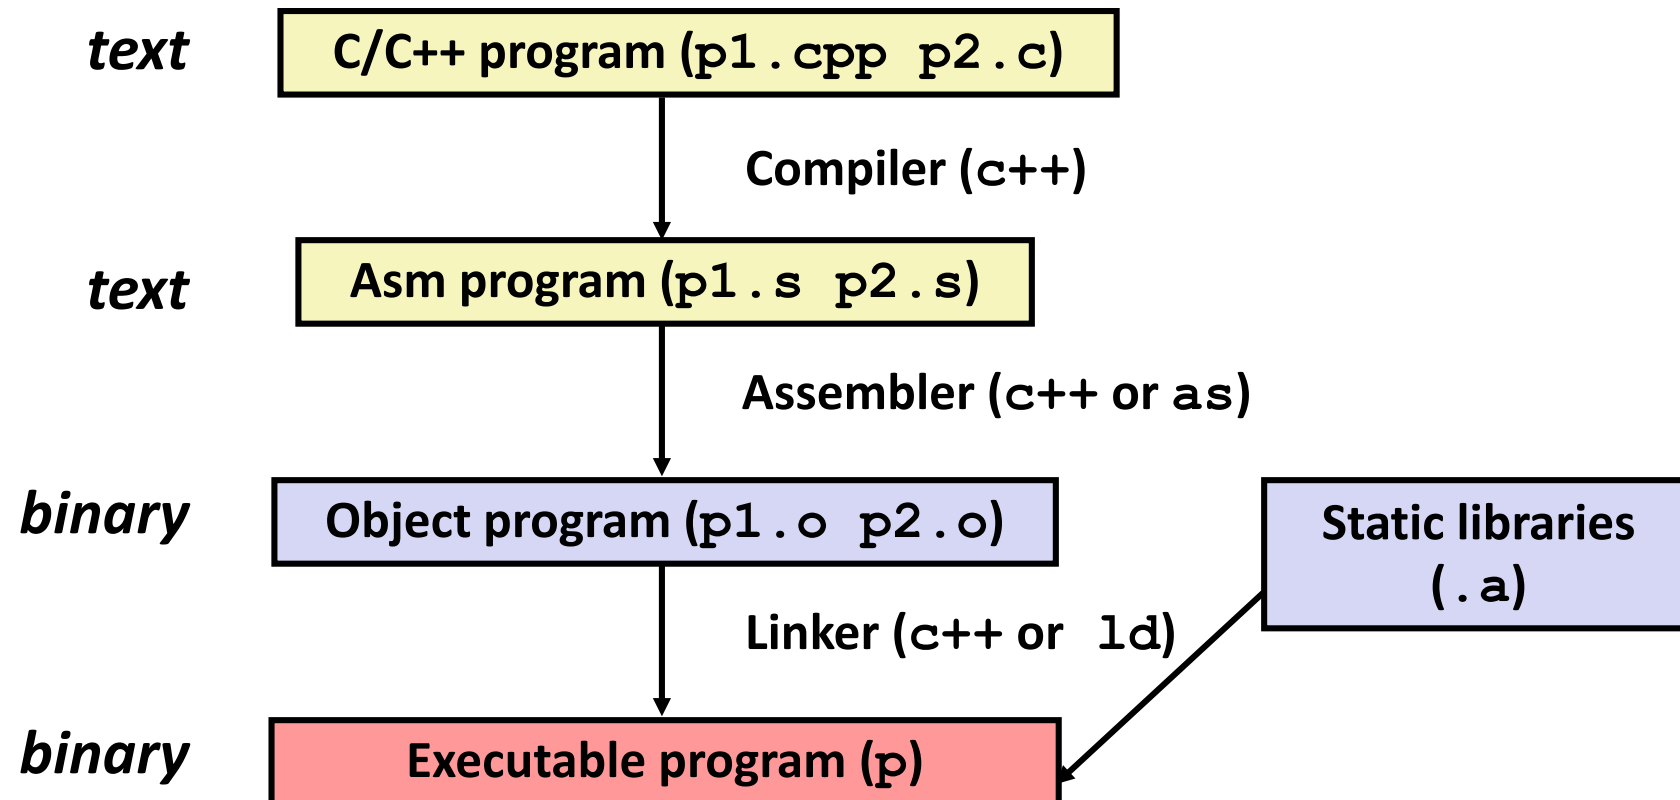 text
C/C++ program (p1.cpp p2.c)
Compiler (c++)
text
Asm program (p1.s p2.s)
Assembler (c++ or as)
binary
Object program (p1.o p2.o)
Static libraries
(.a)
Linker (c++ or ld)
binary
Executable program (p)